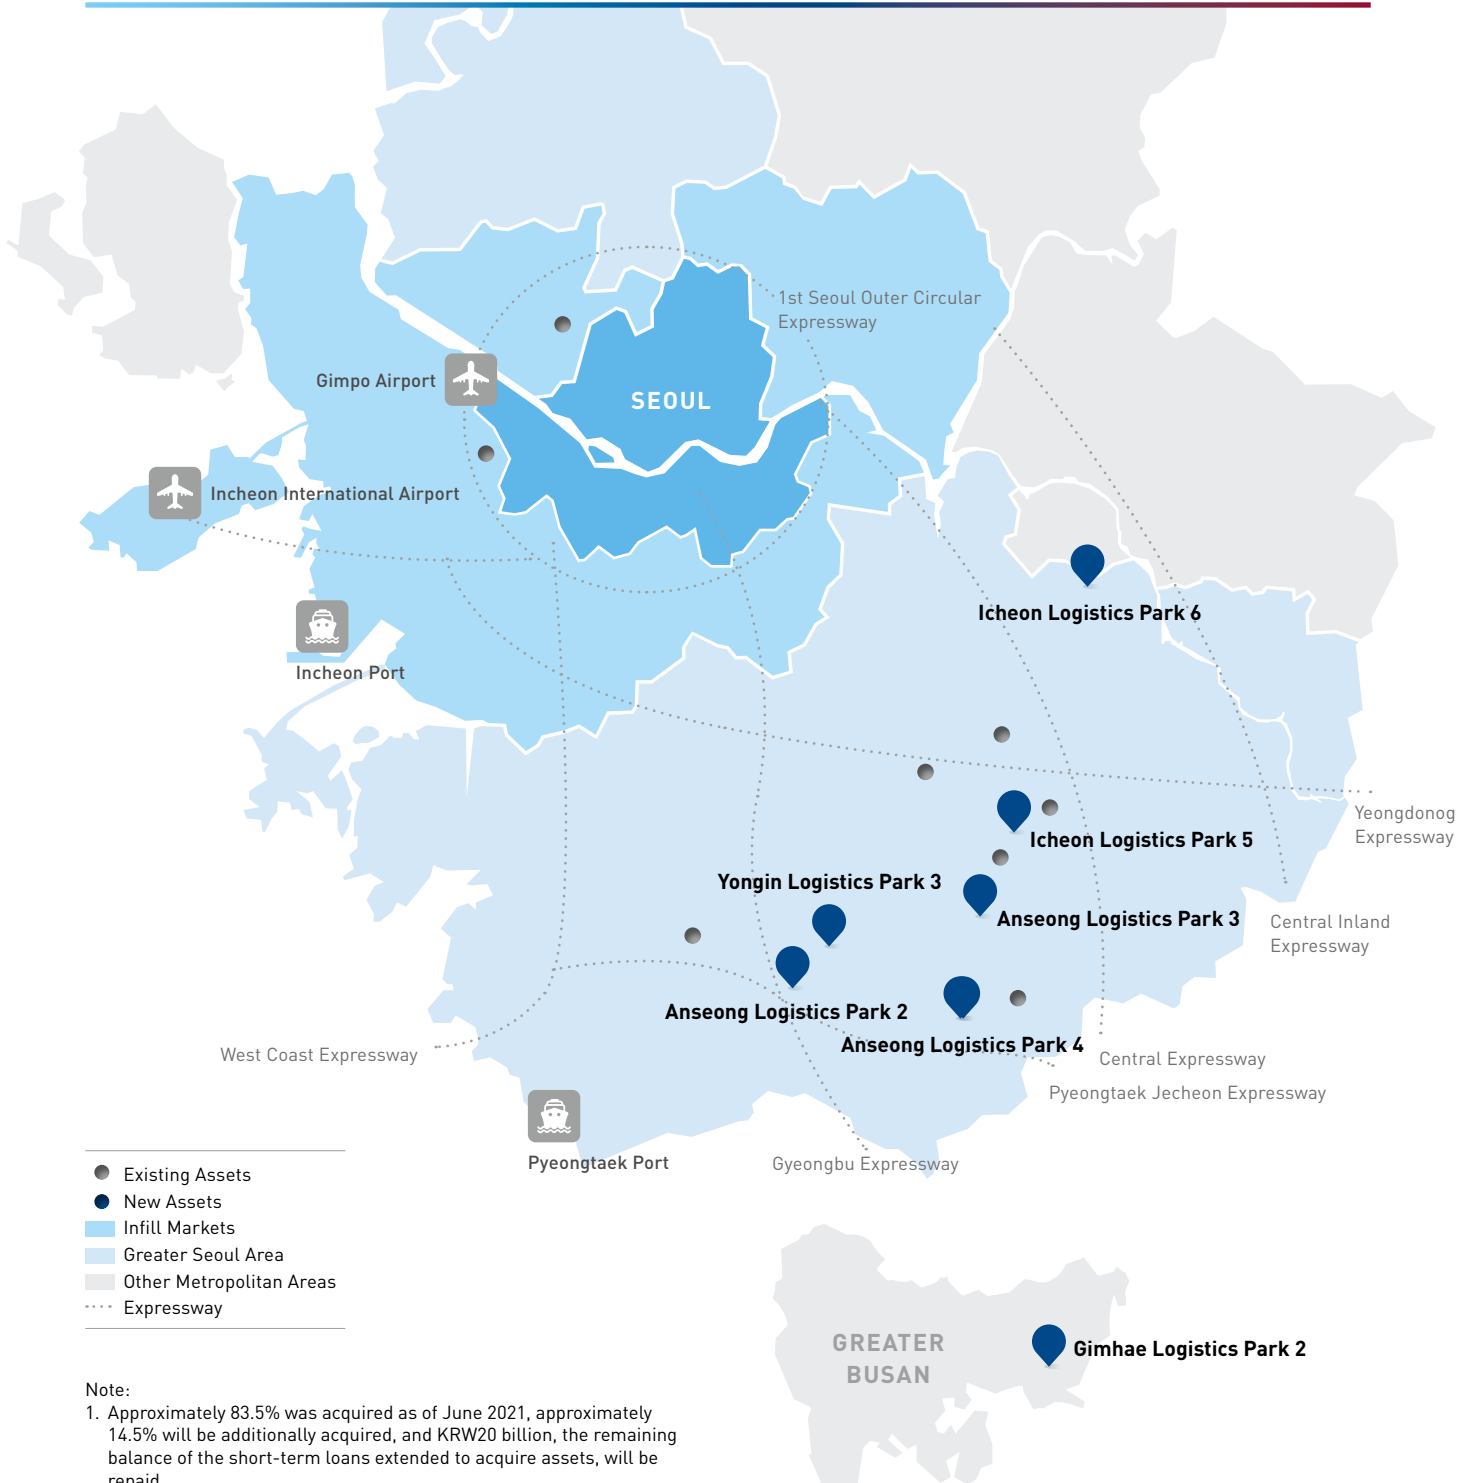 1st Seoul Outer Circular
Expressway
Gimpo Airport
SEOUL
Incheon International Airport
Icheon Logistics Park 6
Incheon Port
Yeongdonog
Expressway
Icheon Logistics Park 5
Yongin Logistics Park 3
Anseong Logistics Park 3
Central Inland
Expressway
Anseong Logistics Park 2
Anseong Logistics Park 4
West Coast Expressway
Central Expressway
Pyeongtaek Jecheon Expressway
Pyeongtaek Port
Gyeongbu Expressway
Existing Assets
New Assets
Infill Markets
Greater Seoul Area
Other Metropolitan Areas
Expressway
GREATER
BUSAN
Gimhae Logistics Park 2
Note:
1. Approximately 83.5% was acquired as of June 2021, approximately
14.5% will be additionally acquired, and KRW20 billion, the remaining
balance of the short-term loans extended to acquire assets, will be
repaid